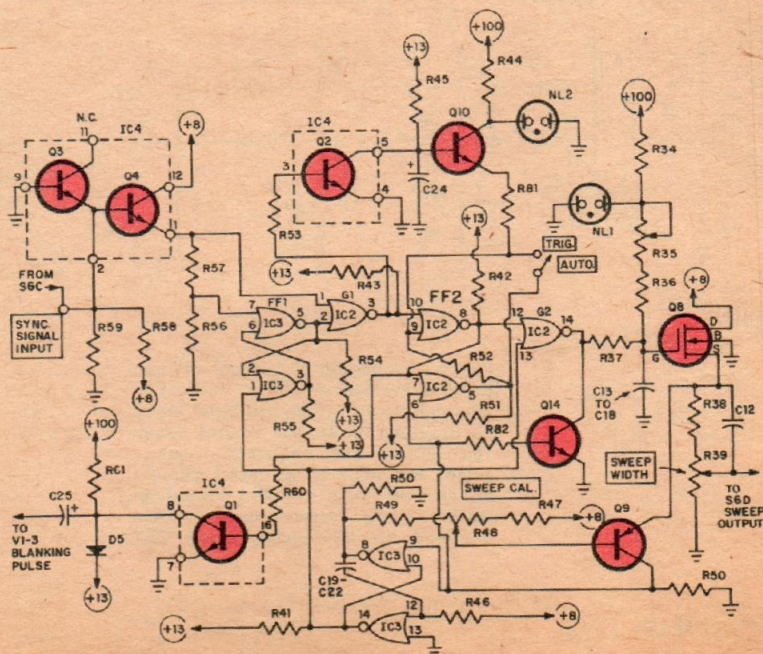 +100
+13
R44
R45
NL2
+100
N.C.
11
IC4
+8
Q3
Q4
12
9
1
2
IC4
Q2
5
3
4
Q10
C24
+
R34
R81
NL1
R53
+13
TRIG.
AUTO.
R35
R57
+13
R43
R42
R36
+8
FROM
S6C
SYNC.
SIGNAL
INPUT
FF1
G1
FF2
G2
Q8
D
B
S
G
7
6
IC3
5
1
2
IC2
3
10
9
IC2
8
12
13
IC2
14
R59
R58
R56
+8
R54
R52
R37
2
1
IC3
3
7
6
IC2
5
C13
TO
C18
+13
R55
+13
R51
+13
R82
Q14
R38
C12
+100
R61
C25
+
TO
V1-3
BLANKING
PULSE
D5
+13
IC4
Q1
8
7
6
R60
R50
SWEEP CAL.
R49
R48
R47
+8
Q9
SWEEP
WIDTH
R39
TO
S6D
SWEEP
OUTPUT
C19-
C22
8
IC3
9
10
R50
+13
R41
14
IC3
12
13
R46
+8